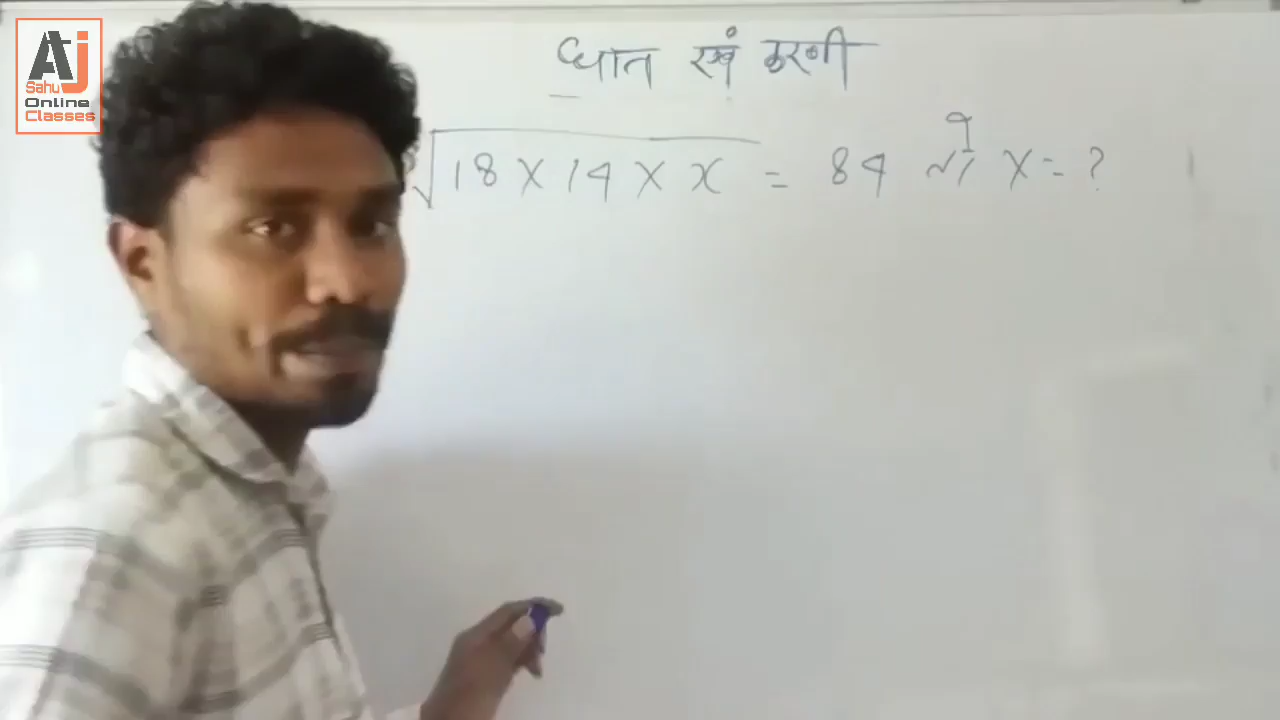 AJ
Sahu
Online
Classes
घात एवं करणी
√18 × 14 × x = 84 तो x = ?